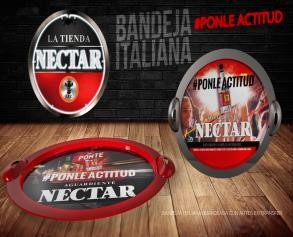 BANDEJA
ITALIANA
#PONLE ACTITUD
LA TIENDA
NECTAR
#PONLE ACTITUD
NECTAR
PONTE
#PONLE ACTITUD
AGUARDIENTE
NECTAR